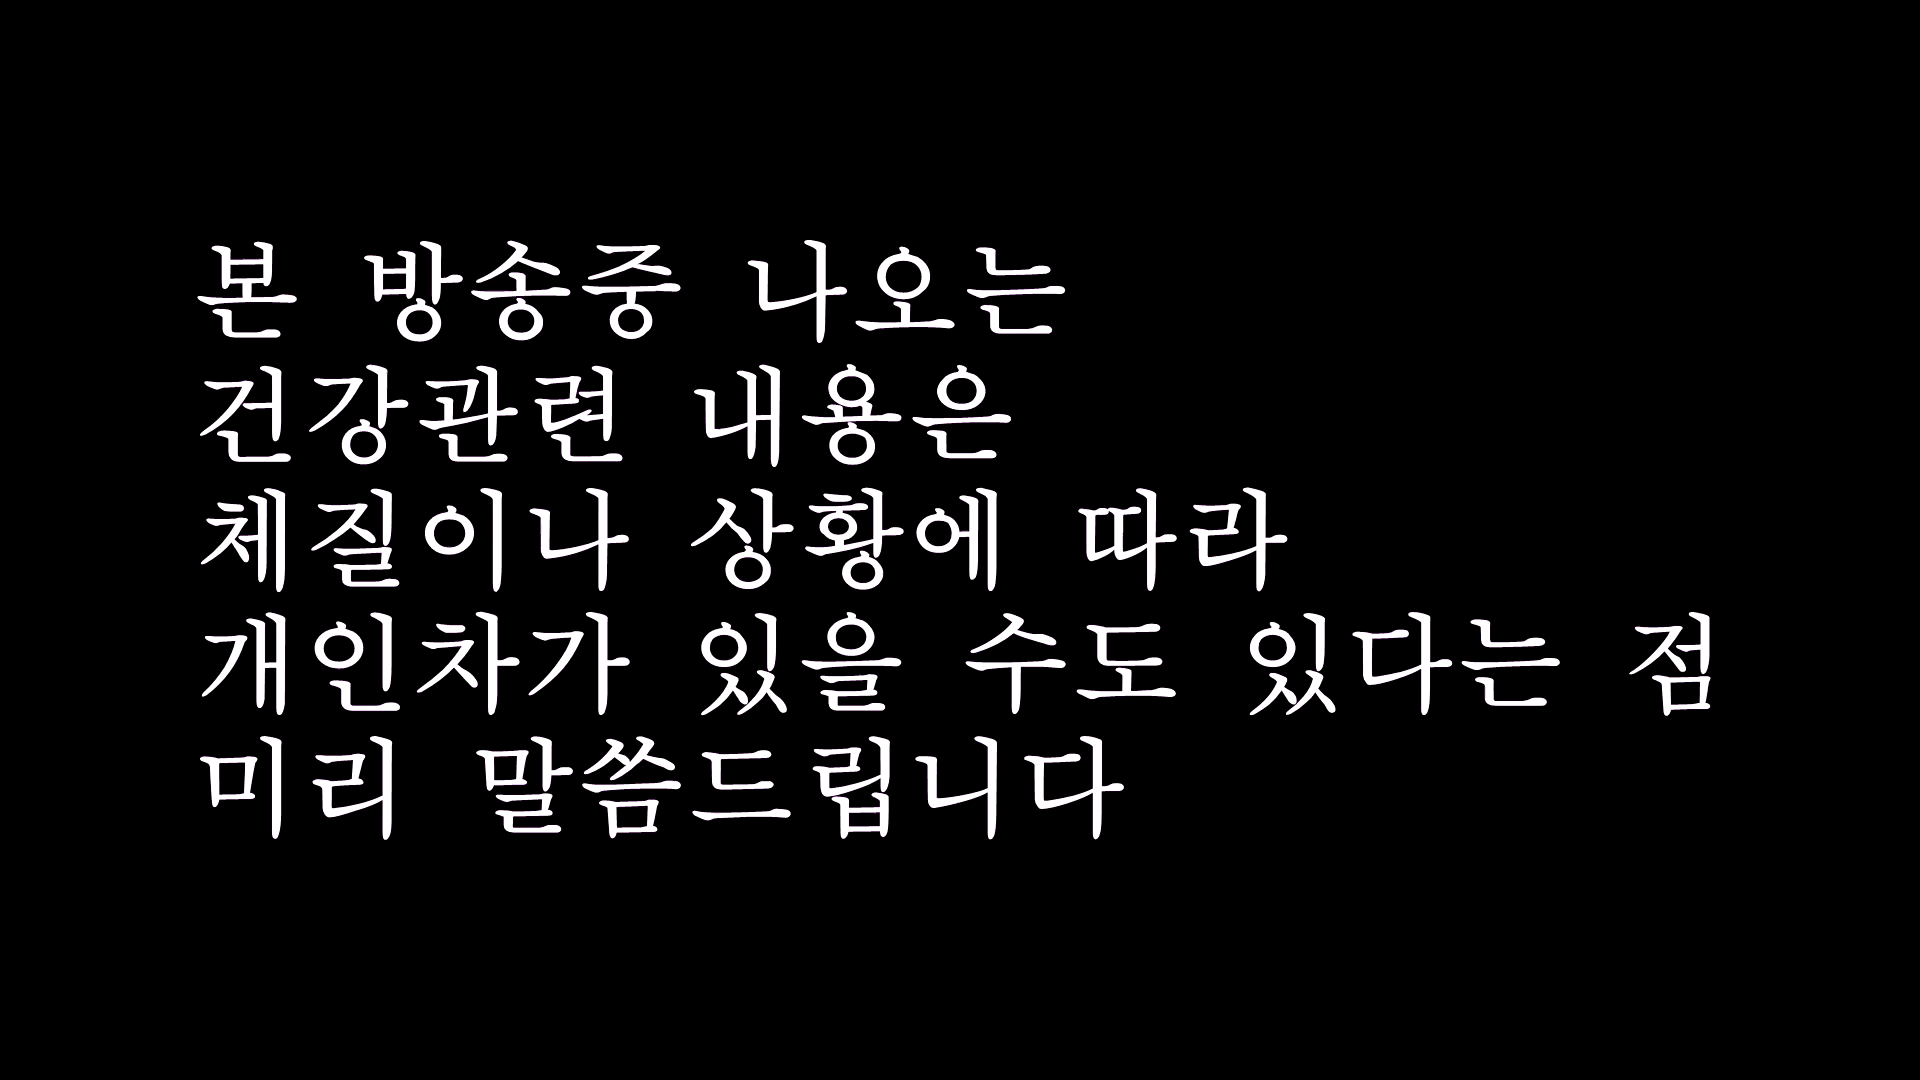 본 방송중 나오는
건강관련 내용은
체질이나 상황에 따라
개인차가 있을 수도 있다는 점
미리 말씀드립니다